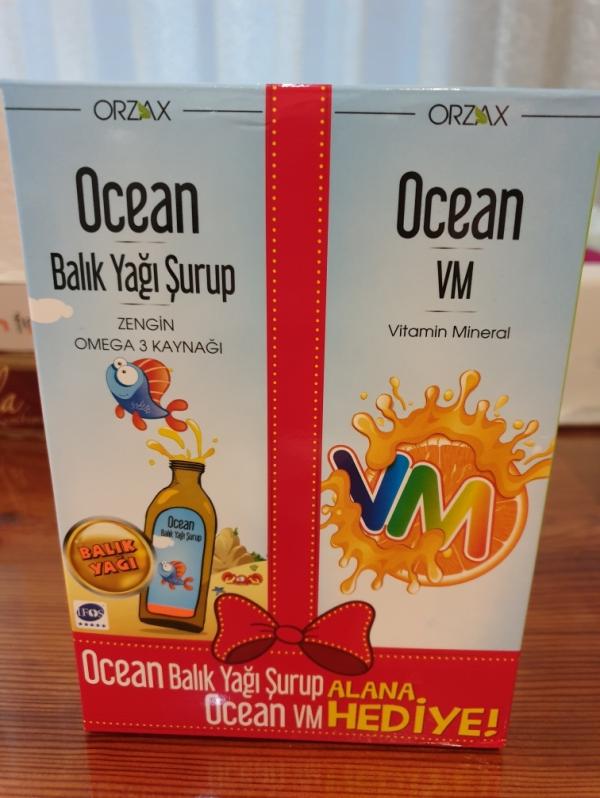 ORZAX
Ocean
Balık Yağı Şurup
ZENGİN
OMEGA 3 KAYNAĞI
Ocean
Balık Yağı Şurup
BALIK
YAĞI
IFOS
ORZAX
Ocean
VM
Vitamin Mineral
VM
Ocean Balık Yağı Şurup ALANA
Ocean VM HEDİYE!